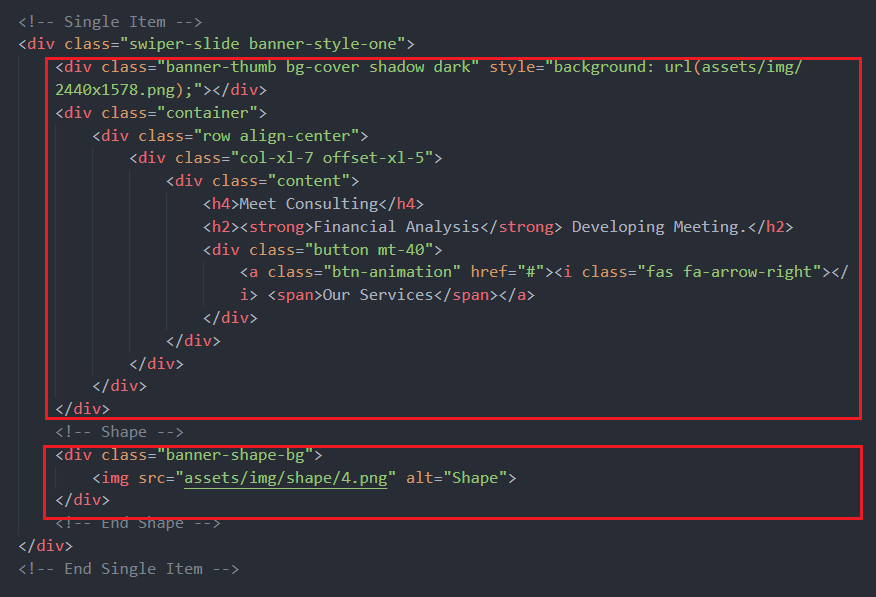 <!-- Single Item -->
<div class="swiper-slide banner-style-one">
<div class="banner-thumb bg-cover shadow dark" style="background: url(assets/img/
2440x1578.png);"></div>
<div class="container">
<div class="row align-center">
<div class="col-xl-7 offset-xl-5">
<div class="content">
<h4>Meet Consulting</h4>
<h2><strong>Financial Analysis</strong> Developing Meeting.</h2>
<div class="button mt-40">
<a class="btn-animation" href="#"><i class="fas fa-arrow-right"></
i> <span>Our Services</span></a>
</div>
</div>
</div>
</div>
</div>
<!-- Shape -->
<div class="banner-shape-bg">
<img src="assets/img/shape/4.png" alt="Shape">
</div>
<!-- End Shape -->
</div>
<!-- End Single Item -->